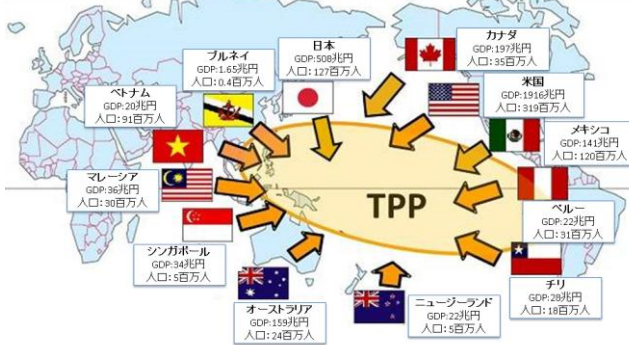 ブルネイ
GDP:1.65兆円
人口:0.4百万人
日本
GDP:508兆円
人口:127百万人
カナダ
GDP:197兆円
人口:35百万人
ベトナム
GDP:20兆円
人口:91百万人
米国
GDP:1916兆円
人口:319百万人
メキシコ
GDP:141兆円
人口:120百万人
マレーシア
GDP:36兆円
人口:30百万人
TPP
ペルー
GDP:22兆円
人口:31百万人
シンガポール
GDP:34兆円
人口:5百万人
チリ
GDP:28兆円
人口:18百万人
オーストラリア
GDP:159兆円
人口:24百万人
ニュージーランド
GDP:22兆円
人口:5百万人